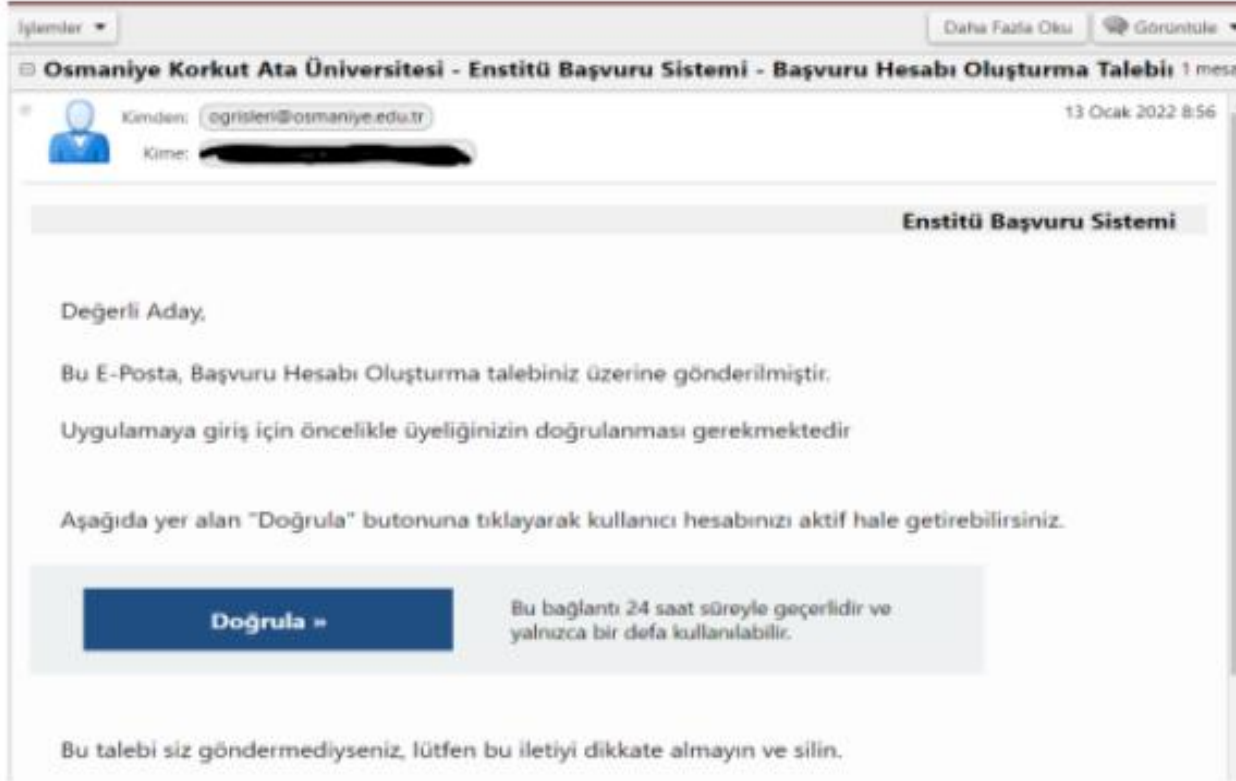 İşlemler
Daha Fazla Oku Görüntüle
Osmaniye Korkut Ata Üniversitesi - Enstitü Başvuru Sistemi - Başvuru Hesabı Oluşturma Talebi 1 mesa
Kimden: ogrisleri@osmaniye.edu.tr 13 Ocak 2022 8:56
Kime:
Enstitü Başvuru Sistemi
Değerli Aday,
Bu E-Posta, Başvuru Hesabı Oluşturma talebiniz üzerine gönderilmiştir.
Uygulamaya giriş için öncelikle üyeliğinizin doğrulanması gerekmektedir
Aşağıda yer alan "Doğrula" butonuna tıklayarak kullanıcı hesabınızı aktif hale getirebilirsiniz.
Doğrula »
Bu bağlantı 24 saat süreyle geçerlidir ve
yalnızca bir defa kullanılabilir.
Bu talebi siz göndermediyseniz, lütfen bu iletiyi dikkate almayın ve silin.